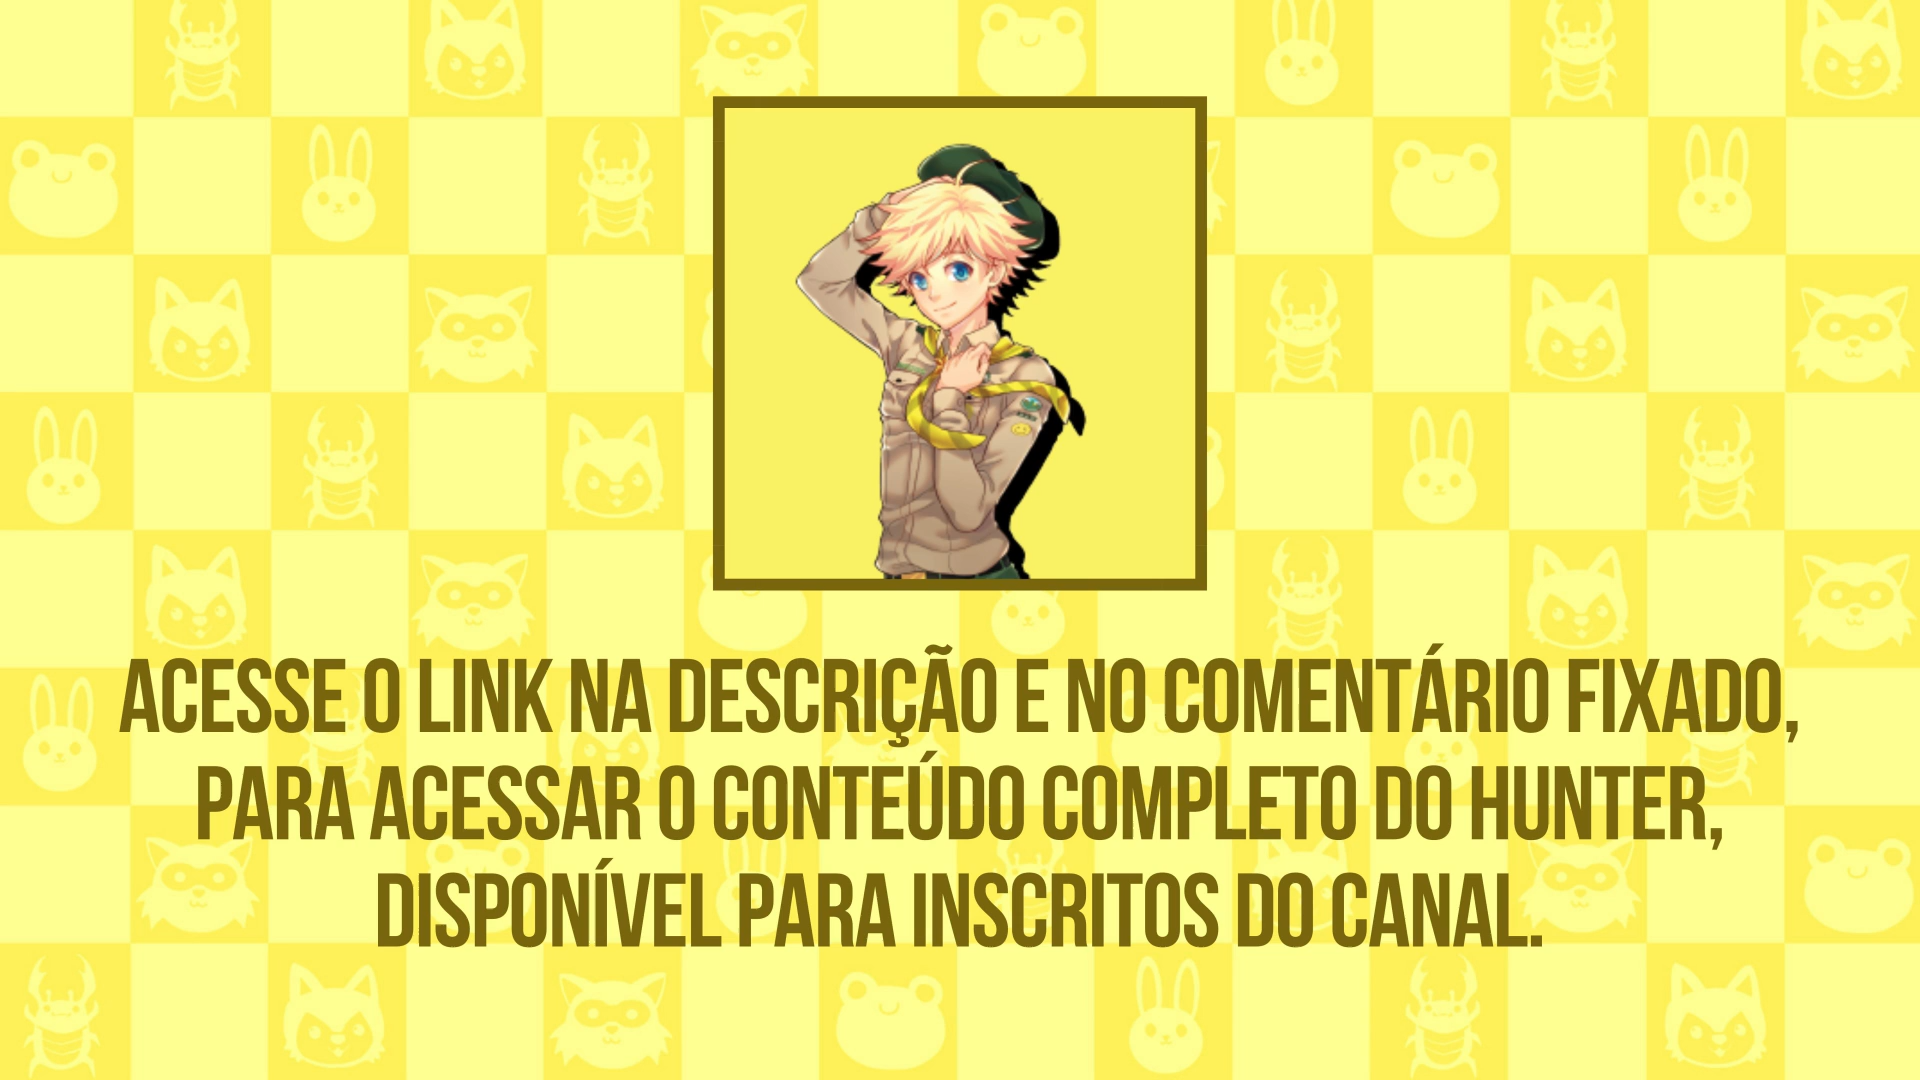 ACESSE O LINK NA DESCRIÇÃO E NO COMENTÁRIO FIXADO,
PARA ACESSAR O CONTEÚDO COMPLETO DO HUNTER,
DISPONÍVEL PARA INSCRITOS DO CANAL.